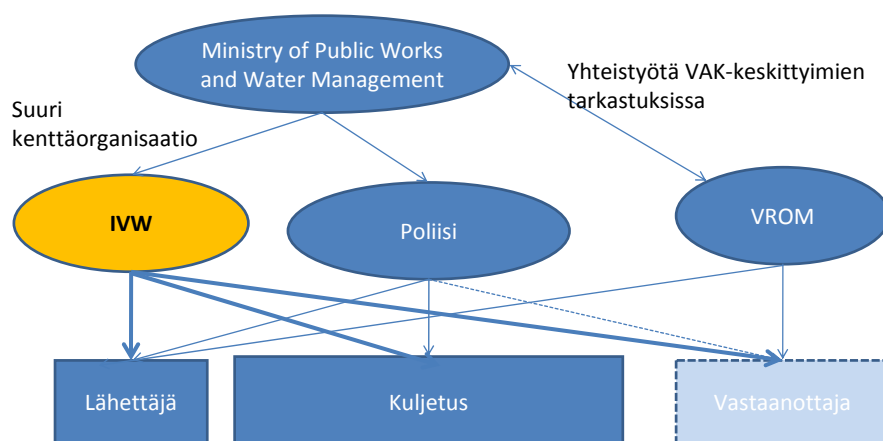 Ministry of Public Works
and Water Management
Yhteistyötä VAK-keskittyimien
tarkastuksissa
Suuri
kenttäorganisaatio
IVW
Poliisi
VROM
Lähettäjä
Kuljetus
Vastaanottaja